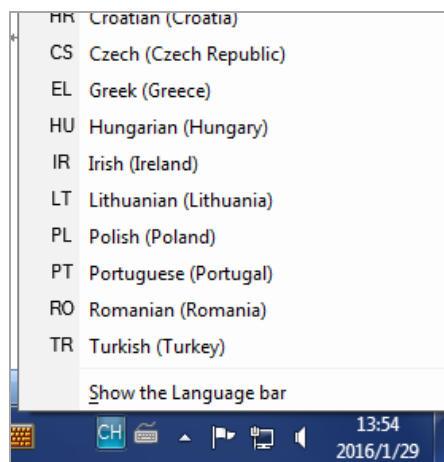 HR Croatian (Croatia)
CS Czech (Czech Republic)
EL Greek (Greece)
HU Hungarian (Hungary)
IR Irish (Ireland)
LT Lithuanian (Lithuania)
PL Polish (Poland)
PT Portuguese (Portugal)
RO Romanian (Romania)
TR Turkish (Turkey)
Show the Language bar
CH 13:54
2016/1/29